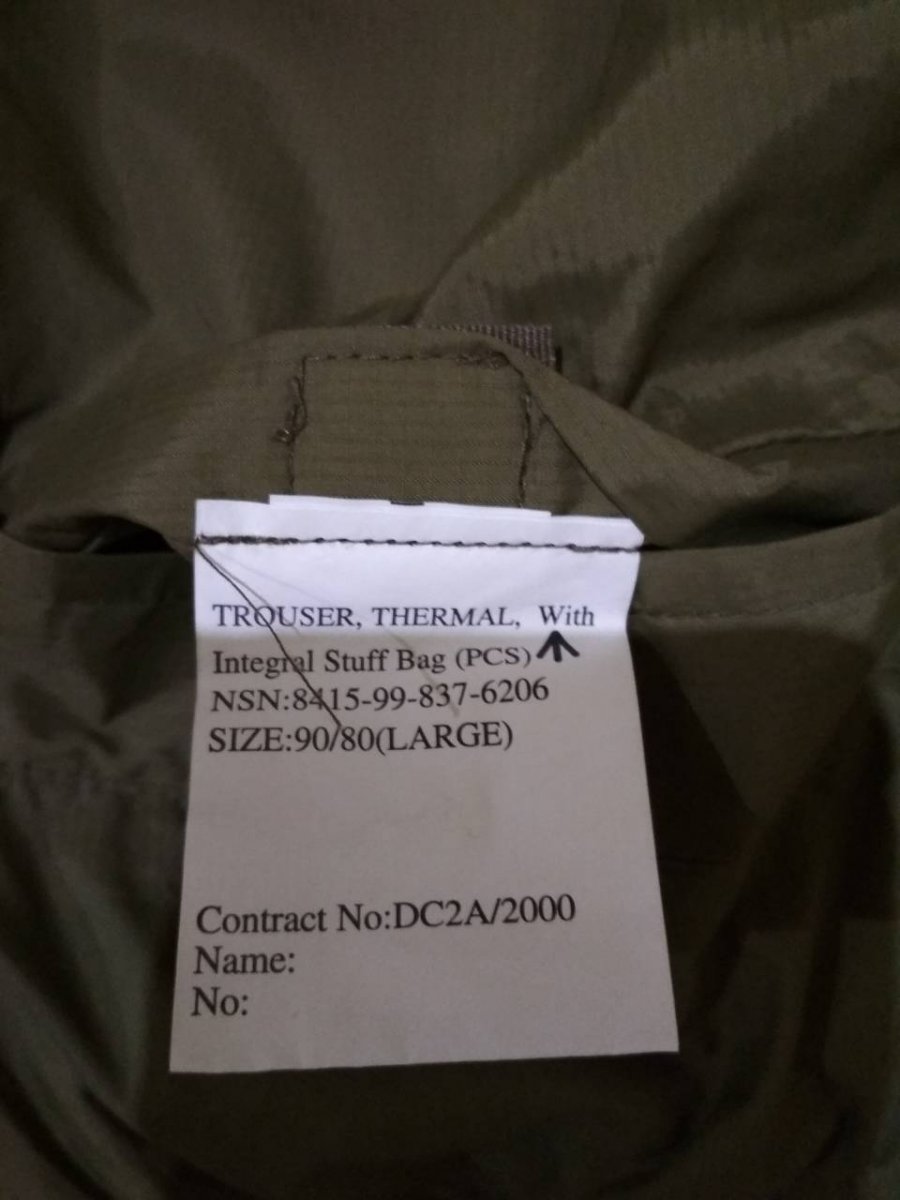 TROUSER, THERMAL, With
Integral Stuff Bag (PCS)
NSN:8415-99-837-6206
SIZE:90/80(LARGE)
Contract No:DC2A/2000
Name:
No: